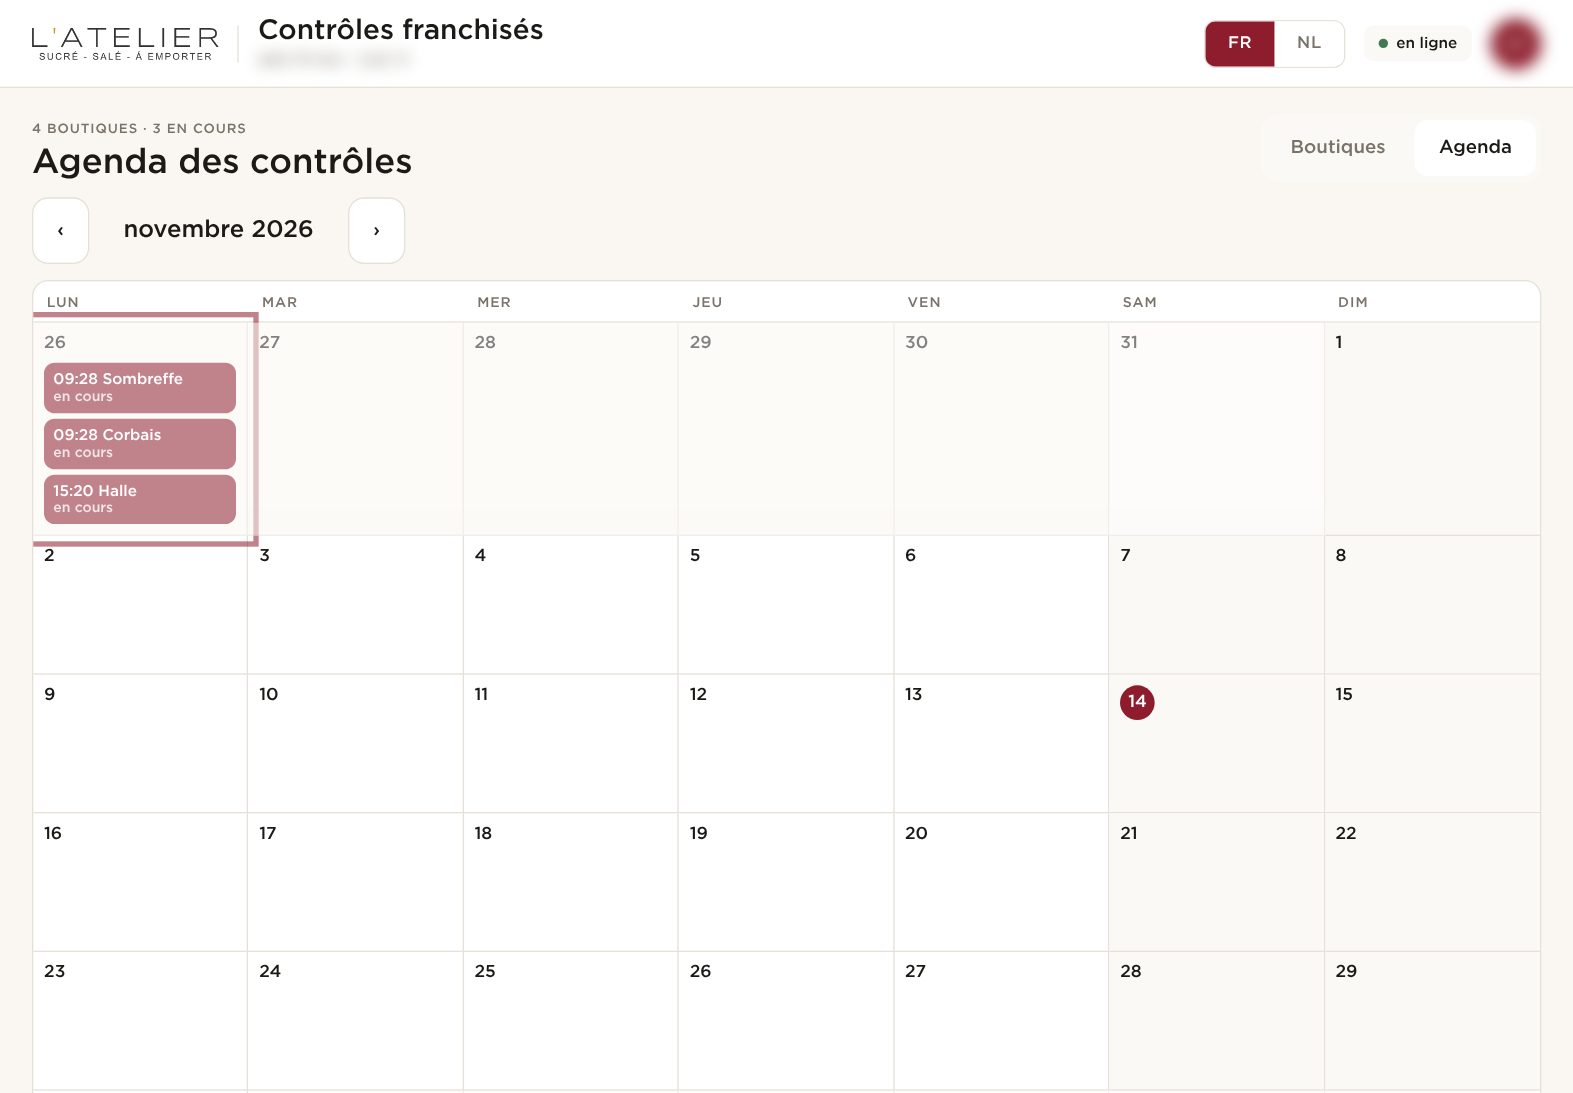 L'ATELIER
SUCRÉ - SALÉ - À EMPORTER
Contrôles franchisés
FR
NL
en ligne
4 BOUTIQUES · 3 EN COURS
Agenda des contrôles
Boutiques
Agenda
‹
novembre 2026
›
LUN MAR MER JEU VEN SAM DIM
26 27 28 29 30 31 1
09:28 Sombreffe
en cours
09:28 Corbais
en cours
15:20 Halle
en cours
2 3 4 5 6 7 8
9 10 11 12 13 14 15
16 17 18 19 20 21 22
23 24 25 26 27 28 29